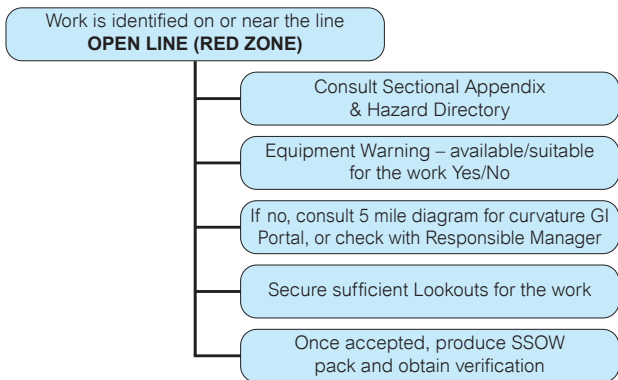 Work is identified on or near the line
OPEN LINE (RED ZONE)
Consult Sectional Appendix
& Hazard Directory
Equipment Warning – available/suitable
for the work Yes/No
If no, consult 5 mile diagram for curvature GI
Portal, or check with Responsible Manager
Secure sufficient Lookouts for the work
Once accepted, produce SSOW
pack and obtain verification